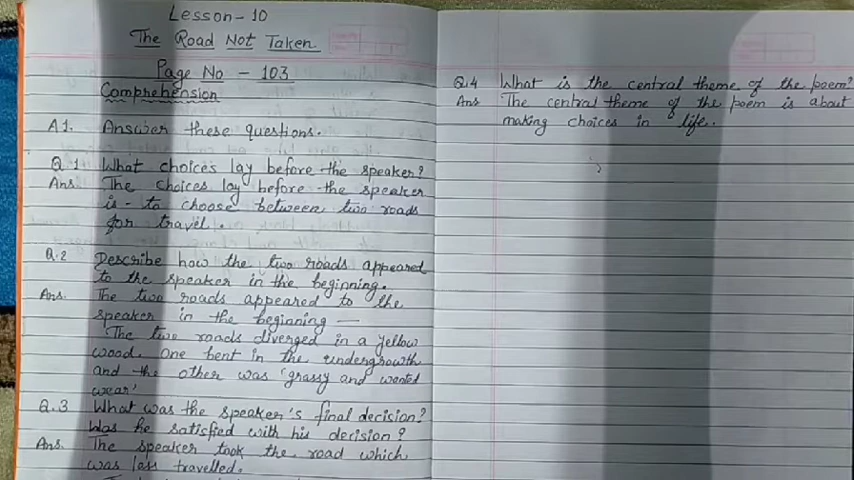 Lesson - 10
The Road Not Taken.
Page No - 103
Comprehension
A1. Answer these questions.
Q.1 What choices lay before the speaker?
Ans. The choices lay before the speaker
is - to choose between two roads
for travel.
Q.2 Describe how the two roads appeared
to the speaker in the beginning.
Ans. The two roads appeared to the
speaker in the beginning —
'The two roads diverged in a yellow
wood. One bent in the undergrowth
and the other was 'grassy and wanted
wear'
Q.3 What was the speaker's final decision?
Was he satisfied with his decision?
Ans. The speaker took the road which
was less travelled.
Q.4 What is the central theme of the poem?
Ans The central theme of the poem is about
making choices in life.